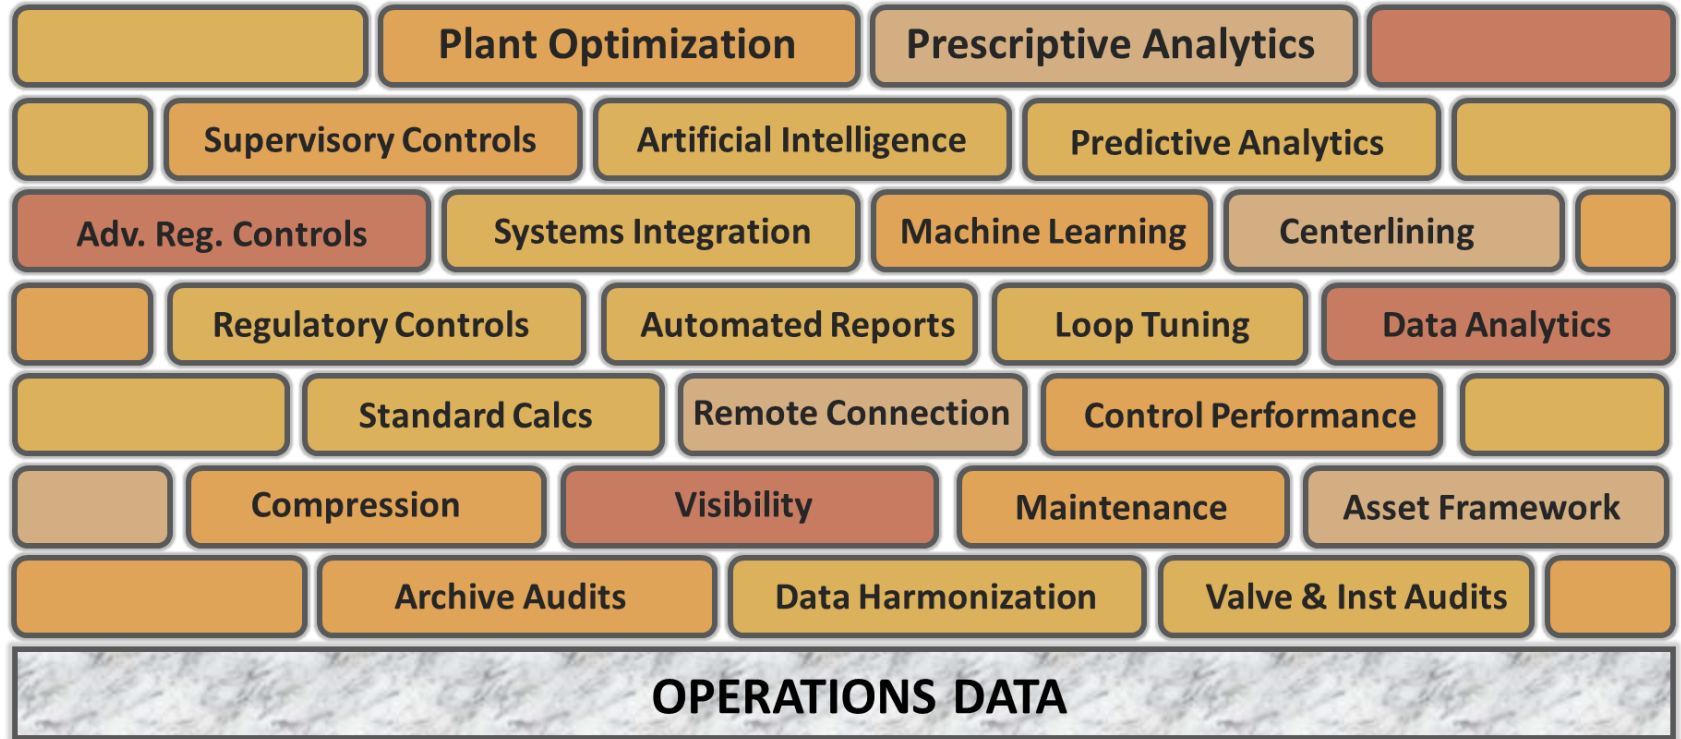 Plant Optimization
Prescriptive Analytics
Supervisory Controls
Artificial Intelligence
Predictive Analytics
Adv. Reg. Controls
Systems Integration
Machine Learning
Centerlining
Regulatory Controls
Automated Reports
Loop Tuning
Data Analytics
Standard Calcs
Remote Connection
Control Performance
Compression
Visibility
Maintenance
Asset Framework
Archive Audits
Data Harmonization
Valve & Inst Audits
OPERATIONS DATA